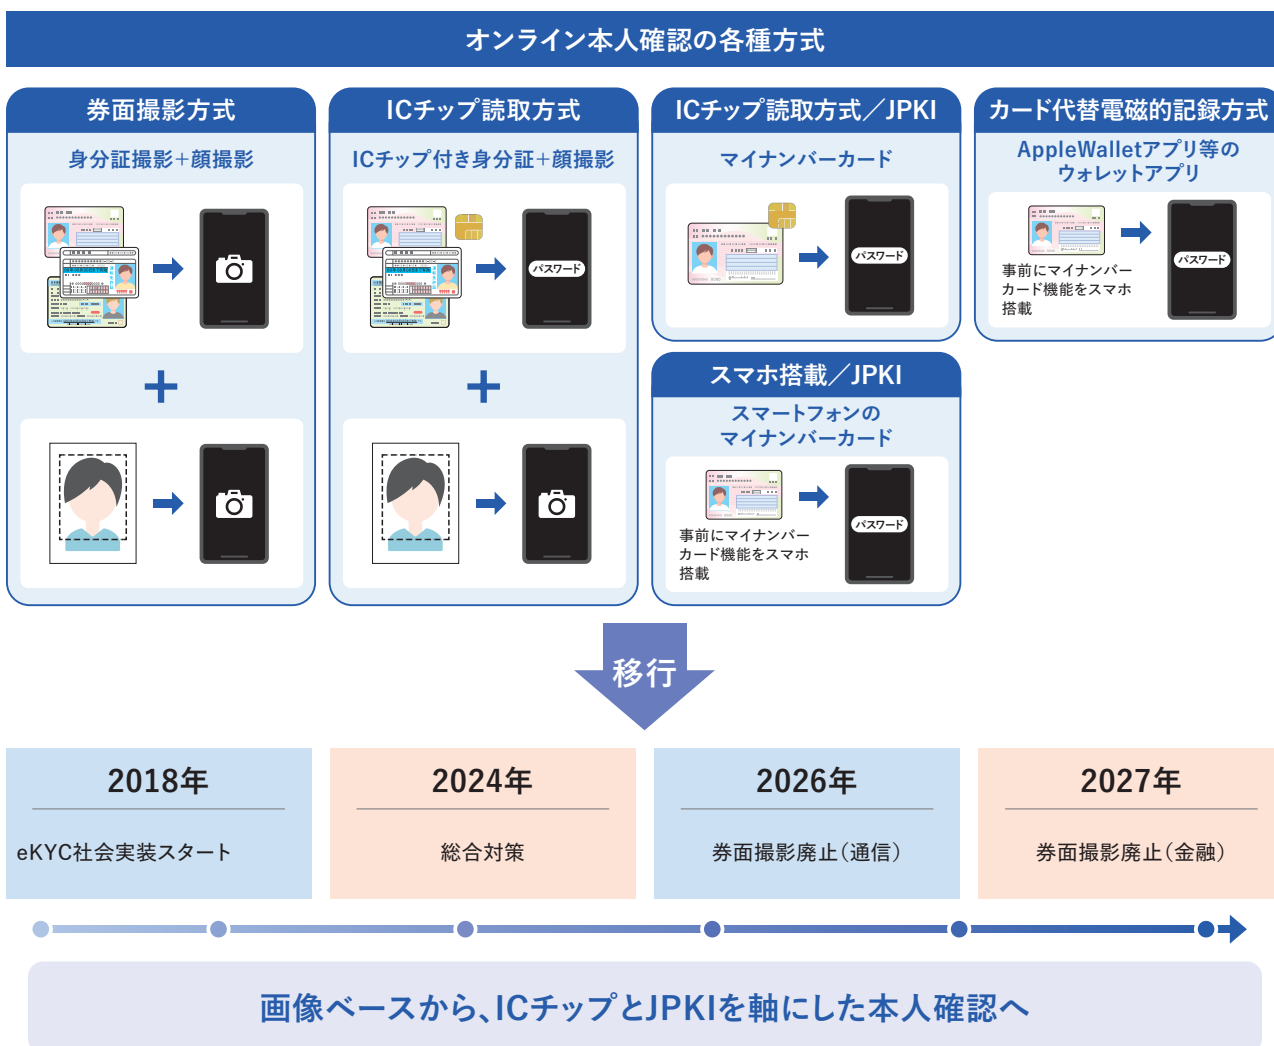 オンライン本人確認の各種方式
券面撮影方式
身分証撮影＋顔撮影
ICチップ読取方式
ICチップ付き身分証＋顔撮影
パスワード
ICチップ読取方式／JPKI
マイナンバーカード
パスワード
スマホ搭載／JPKI
スマートフォンの
マイナンバーカード
事前にマイナンバー
カード機能をスマホ
搭載
パスワード
カード代替電磁的記録方式
AppleWalletアプリ等の
ウォレットアプリ
事前にマイナンバー
カード機能をスマホ
搭載
パスワード
移行
2018年
eKYC社会実装スタート
2024年
総合対策
2026年
券面撮影廃止（通信）
2027年
券面撮影廃止（金融）
画像ベースから、ICチップとJPKIを軸にした本人確認へ